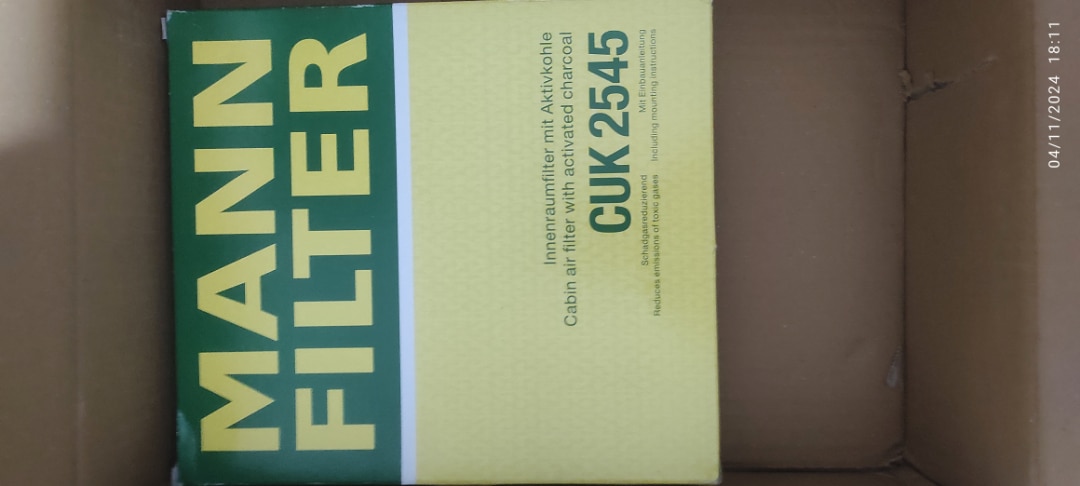 MANN
FILTER
Innenraumfilter mit Aktivkohle
Cabin air filter with activated charcoal
CUK 2545
Schadgasreduzierend Mit Einbauanleitung
Reduces emissions of toxic gases Including mounting instructions
04/11/2024 18:11